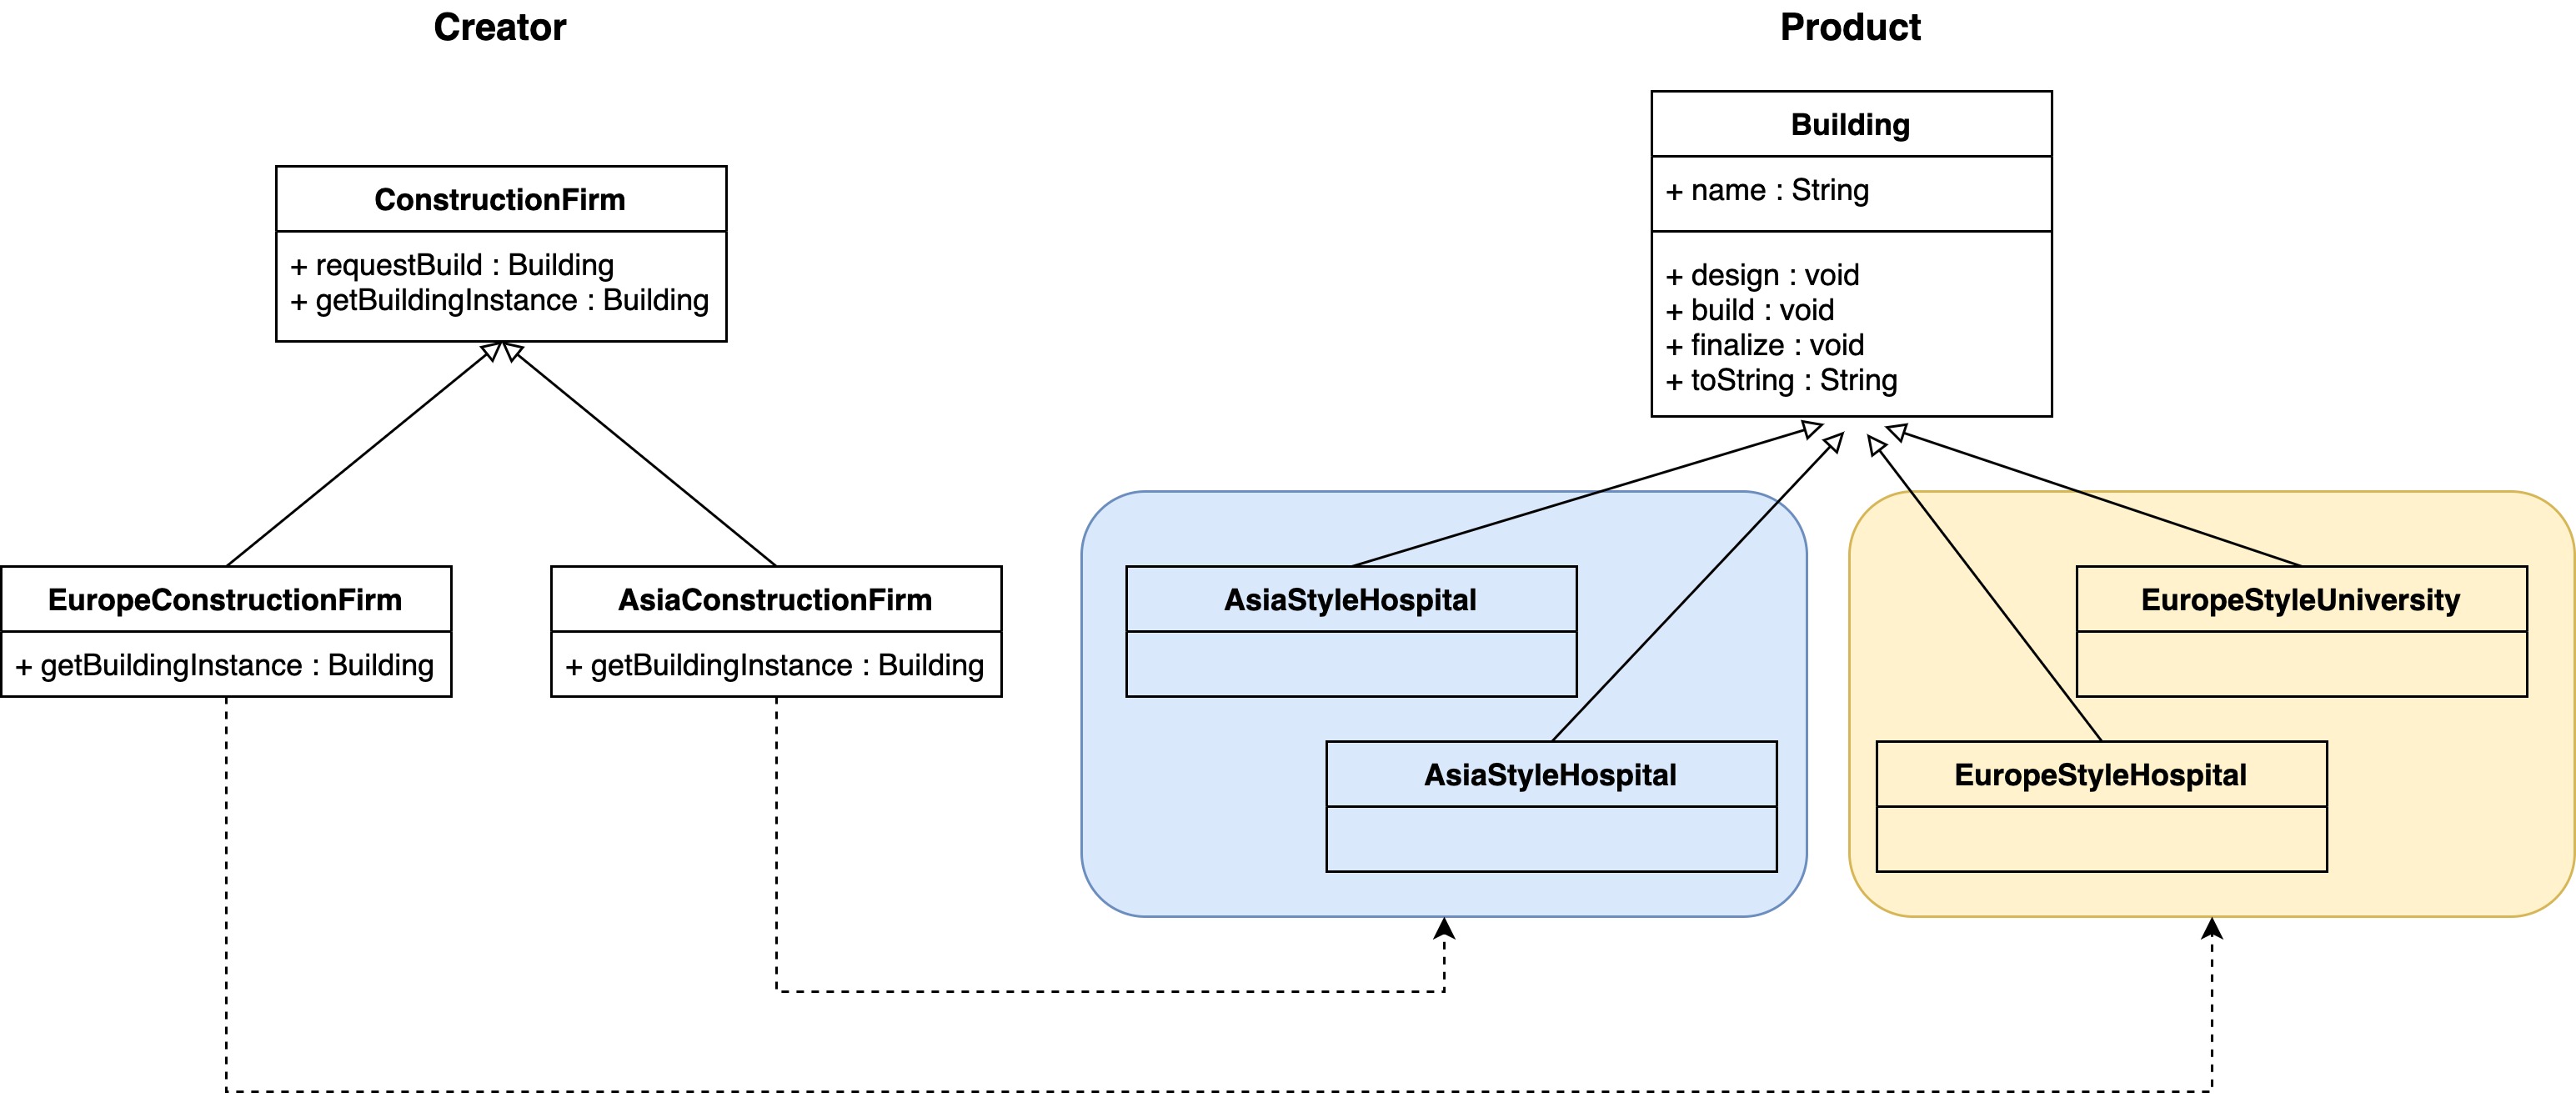 Creator
Product
ConstructionFirm
+ requestBuild : Building
+ getBuildingInstance : Building
Building
+ name : String
+ design : void
+ build : void
+ finalize : void
+ toString : String
EuropeConstructionFirm
+ getBuildingInstance : Building
AsiaConstructionFirm
+ getBuildingInstance : Building
AsiaStyleHospital
AsiaStyleHospital
EuropeStyleUniversity
EuropeStyleHospital